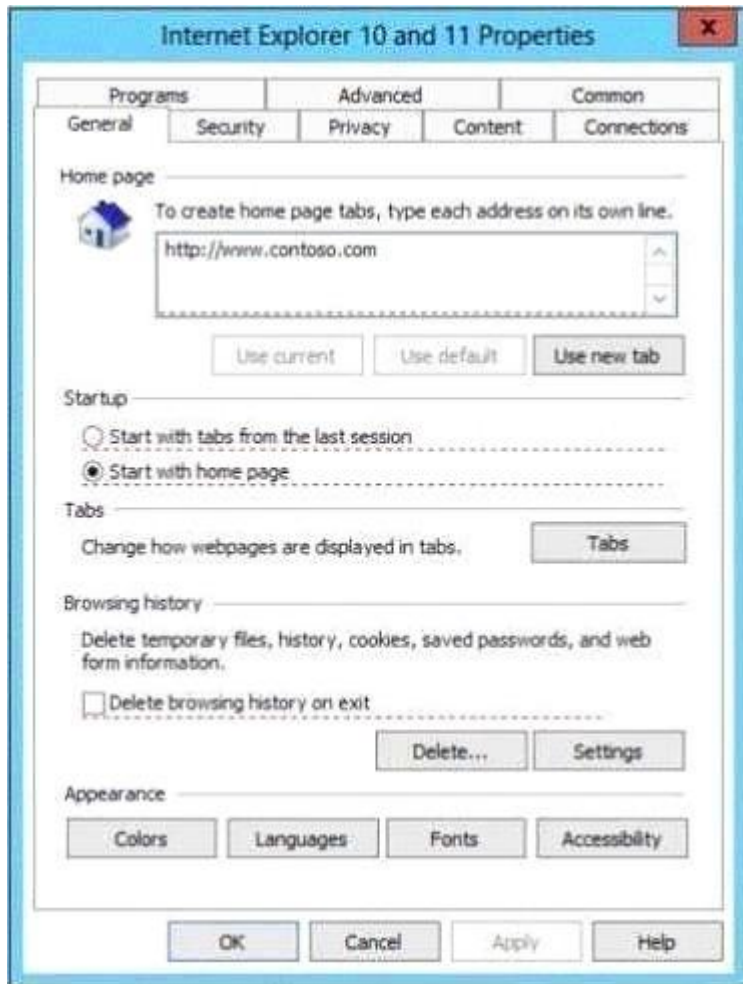 Internet Explorer 10 and 11 Properties
x
Programs Advanced Common
General Security Privacy Content Connections
Home page
To create home page tabs, type each address on its own line.
http://www.contoso.com
Use current Use default Use new tab
Startup
Start with tabs from the last session
Start with home page
Tabs
Change how webpages are displayed in tabs. Tabs
Browsing history
Delete temporary files, history, cookies, saved passwords, and web
form information.
Delete browsing history on exit
Delete... Settings
Appearance
Colors Languages Fonts Accessibility
OK Cancel Apply Help